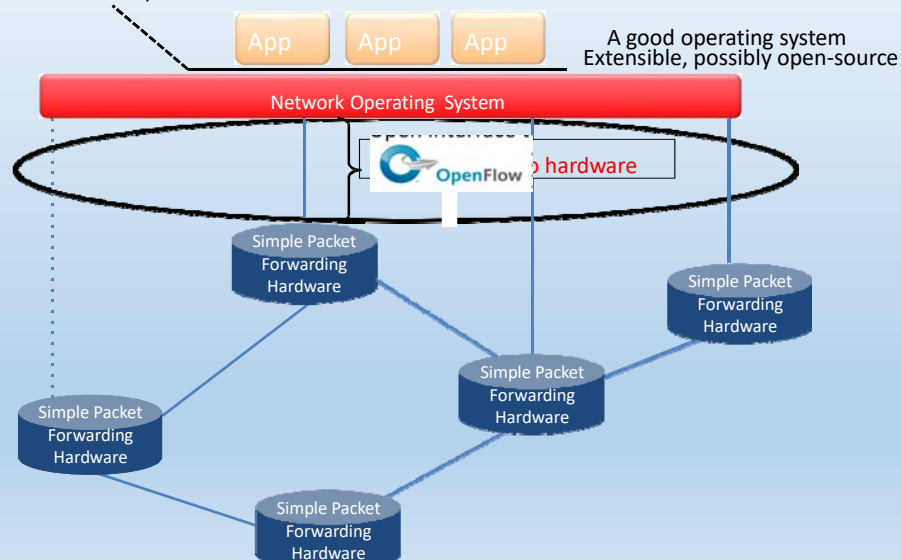 App App App
A good operating system
Extensible, possibly open-source
Network Operating System
OpenFlow
hardware
Simple Packet
Forwarding
Hardware
Simple Packet
Forwarding
Hardware
Simple Packet
Forwarding
Hardware
Simple Packet
Forwarding
Hardware
Simple Packet
Forwarding
Hardware